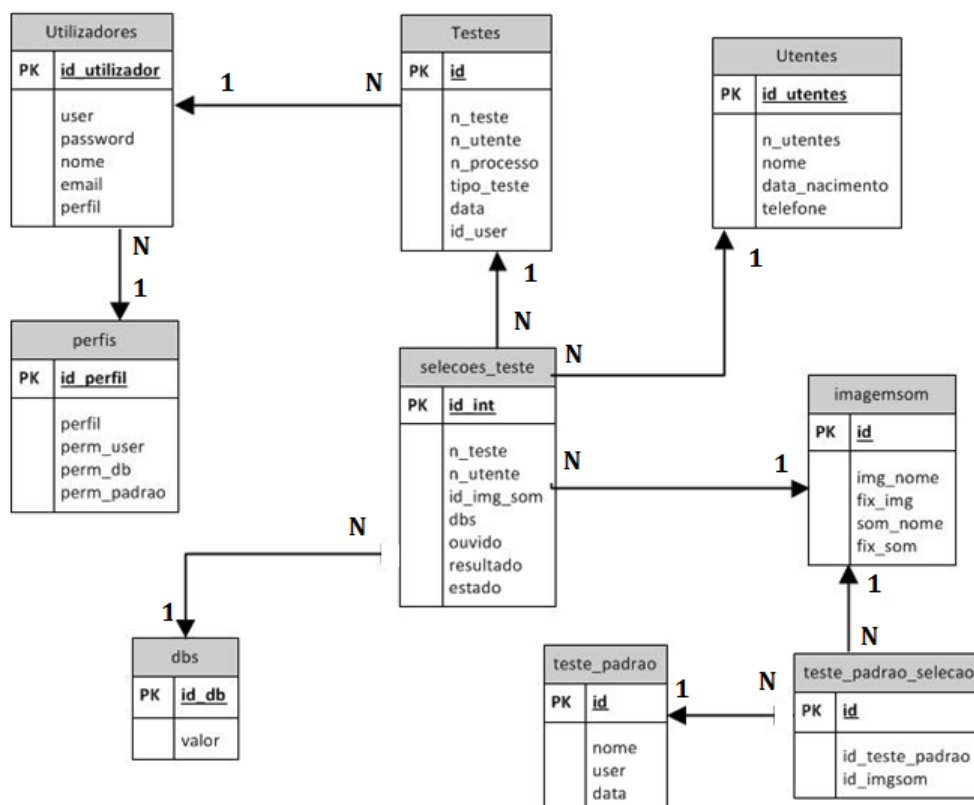 Utilizadores
PK id_utilizador
user
password
nome
email
perfil
1
N
Testes
PK id
n_teste
n_utente
n_processo
tipo_teste
data
id_user
Utentes
PK id_utentes
n_utentes
nome
data_nacimento
telefone
N
1
1
N
1
N
perfis
PK id_perfil
perfil
perm_user
perm_db
perm_padrao
selecoes_teste
PK id_int
n_teste
n_utente
id_img_som
dbs
ouvido
resultado
estado
N
1
imagemsom
PK id
img_nome
fix_img
som_nome
fix_som
N
1
1
N
dbs
PK id_db
valor
teste_padrao
PK id
nome
user
data
1
N
teste_padrao_selecao
PK id
id_teste_padrao
id_imgsom